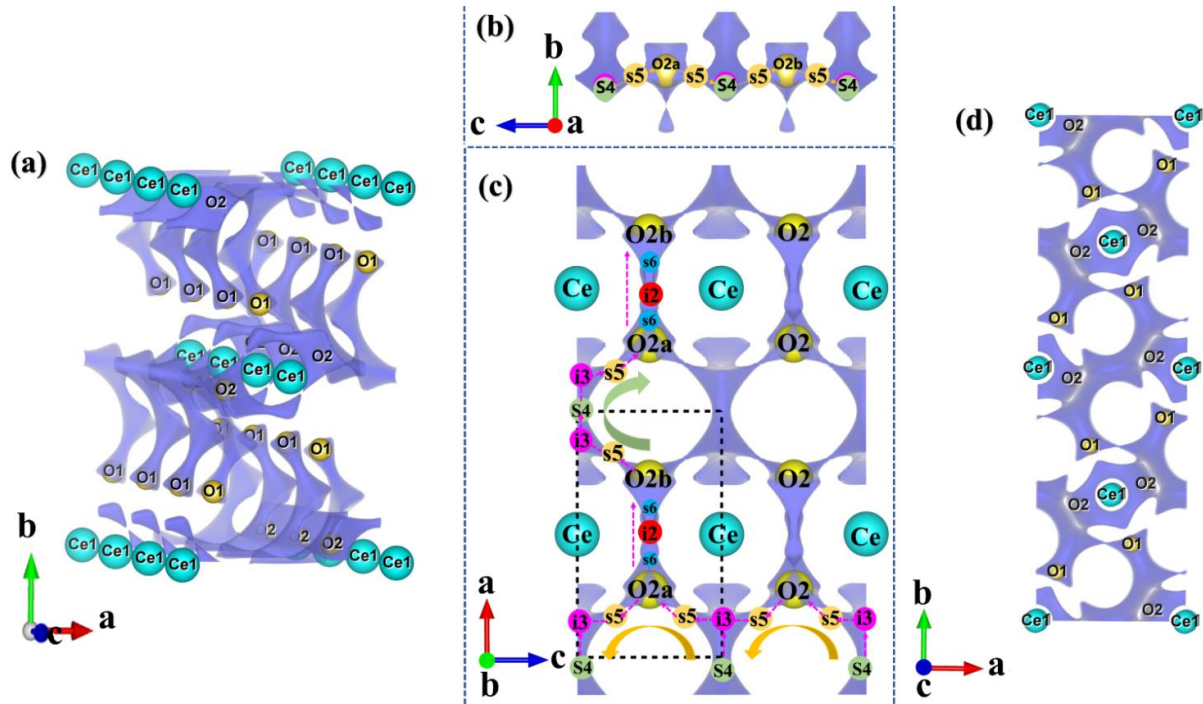 (a)
Ce1 Ce1 Ce1 Ce1 Ce1 Ce1 Ce1 Ce1
O2
O1 O1 O1 O1
O1 O1 O1 O1
O2 O2
Ce1 Ce1 Ce1 Ce1
O2
O1 O1 O1 O1
O1 O1 O1 O1
O2 O2 O2
Ce1 Ce1 Ce1 Ce1 Ce1 Ce1
b
c a
(b)
b
c a
O2a O2b
S4 s5 s5 S4 s5 s5 S4
(c)
O2b O2
s6
Ce i2 Ce Ce
s6
O2a O2
i3 s5
S4
i3 s5
O2b O2
s6
Ce i2 Ce Ce
s6
O2a O2
i3 s5 s5 i3 s5 s5 i3
S4 S4 S4
a
c
b
(d)
Ce1 Ce1
O2
O1 O1
O2 Ce1 O2
O1
O1
Ce1 O2 O2 Ce1
O1
O1
O2 Ce1 O2
O1
O1
O2
Ce1 Ce1
b
c a